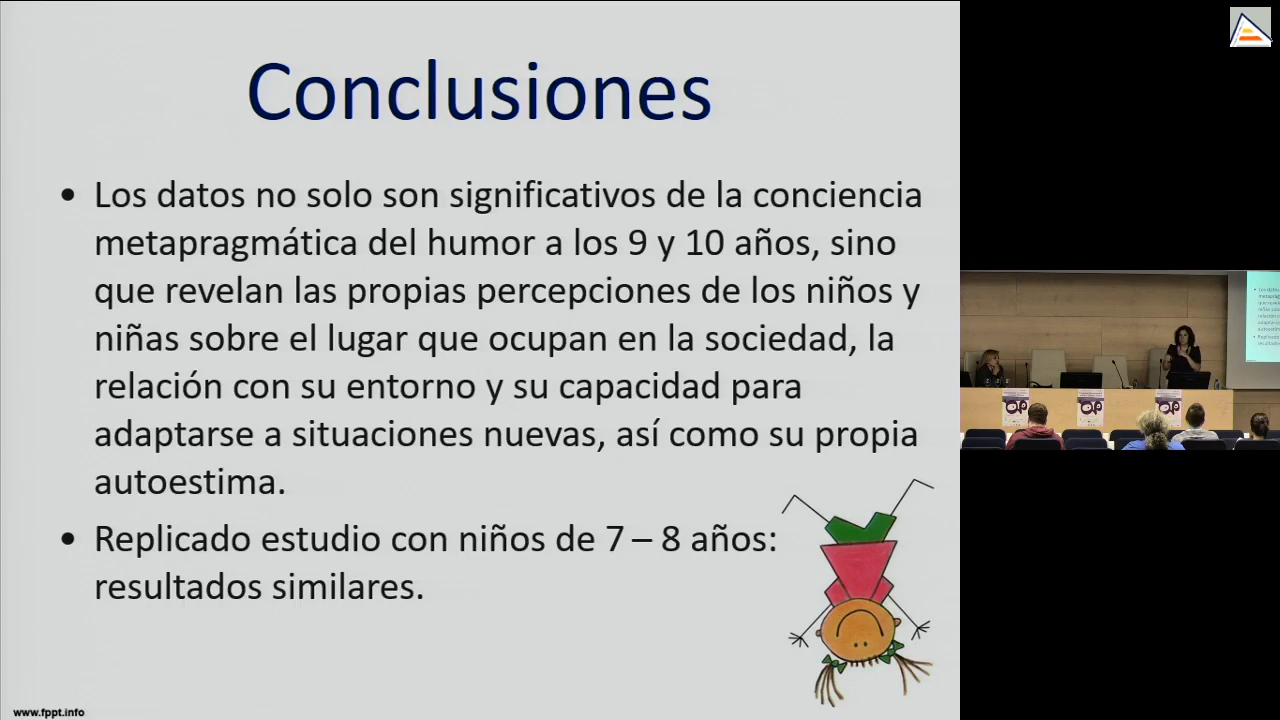 Conclusiones
• Los datos no solo son significativos de la conciencia
metapragmática del humor a los 9 y 10 años, sino
que revelan las propias percepciones de los niños y
niñas sobre el lugar que ocupan en la sociedad, la
relación con su entorno y su capacidad para
adaptarse a situaciones nuevas, así como su propia
autoestima.
• Replicado estudio con niños de 7 – 8 años:
resultados similares.
www.fppt.info